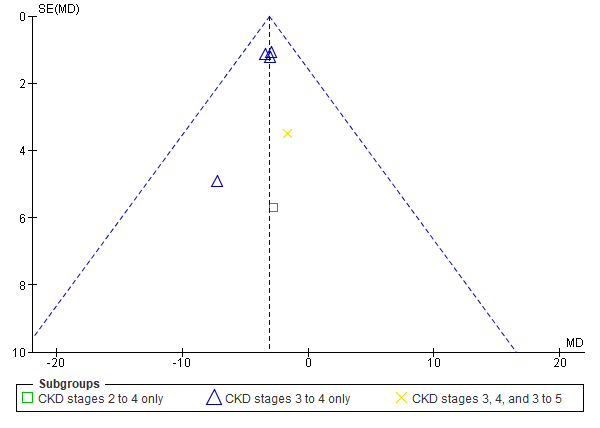 SE(MD)
0
2
4
6
8
10
MD
-20
-10
0
10
20
Subgroups
CKD stages 2 to 4 only
CKD stages 3 to 4 only
CKD stages 3, 4, and 3 to 5